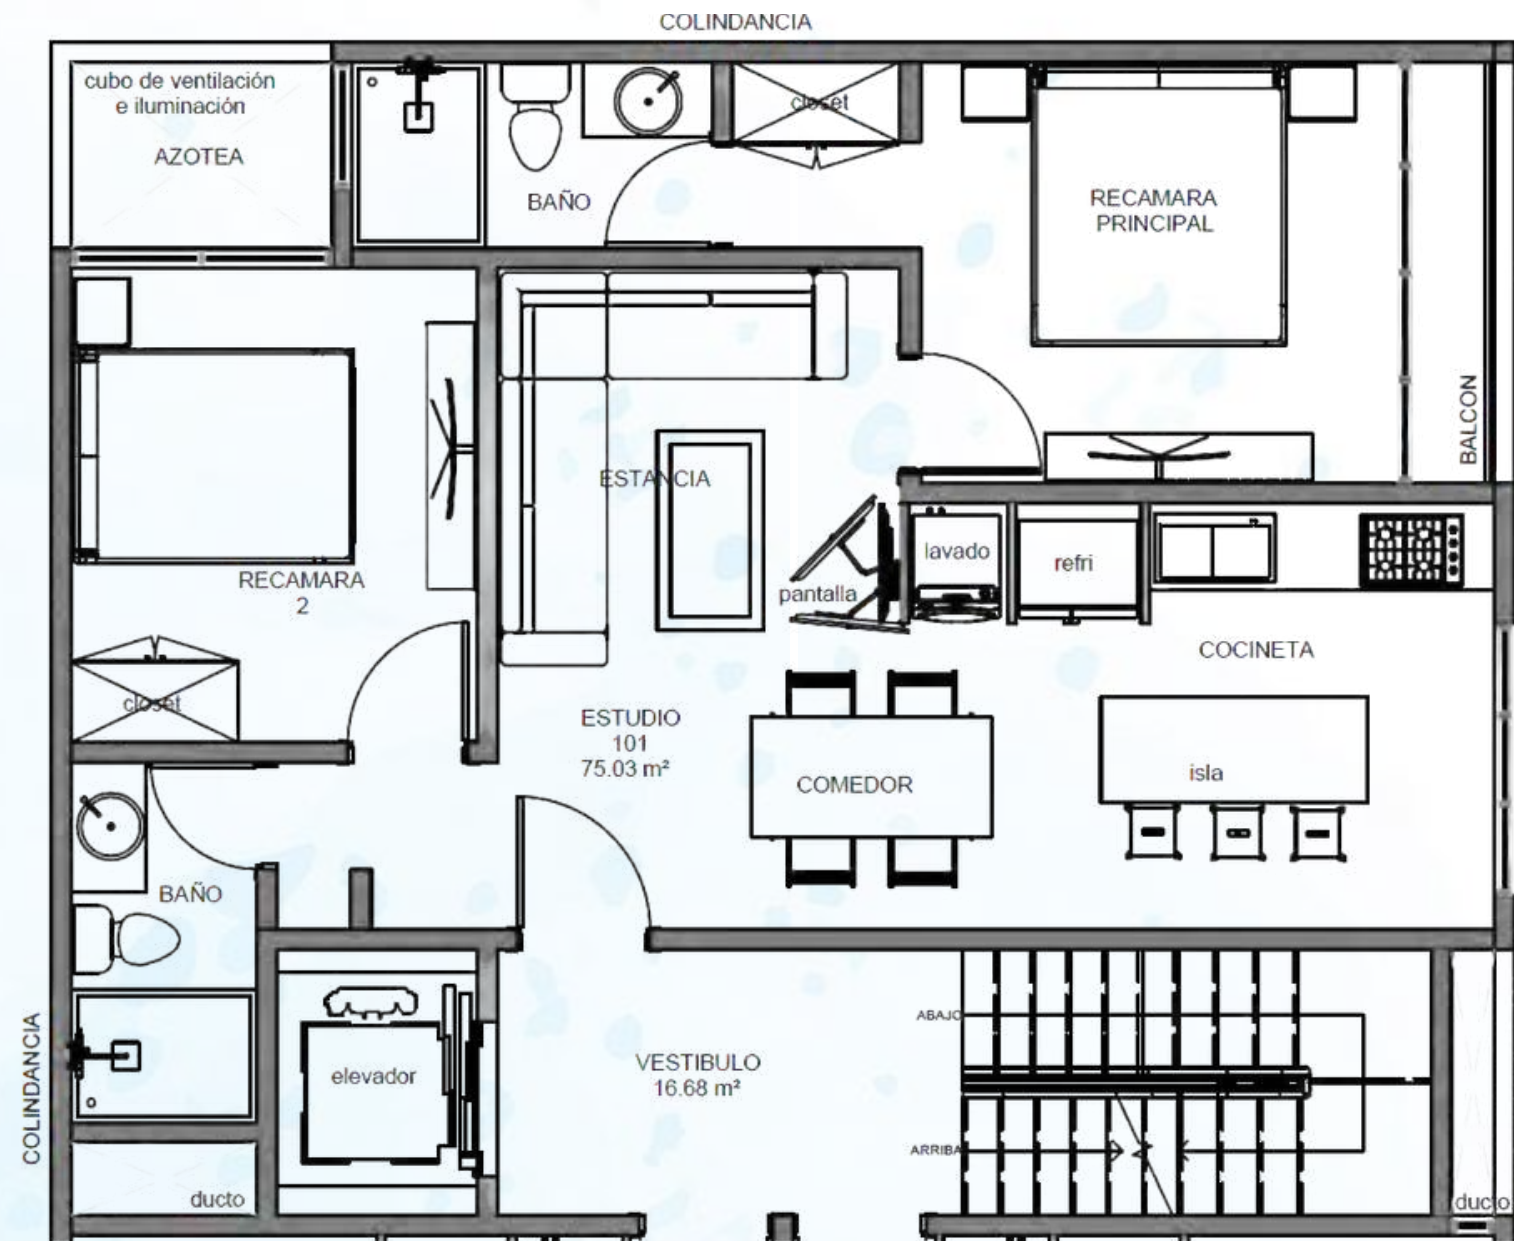 COLINDANCIA
cubo de ventilación
e iluminación
AZOTEA
closet
BAÑO
RECAMARA
PRINCIPAL
BALCON
ESTANCIA
lavado
refri
pantalla
RECAMARA
2
COCINETA
closet
ESTUDIO
101
75.03 m²
COMEDOR
isla
BAÑO
ABAJO
VESTIBULO
16.68 m²
elevador
COLINDANCIA
ARRIBA
ducto
ducto